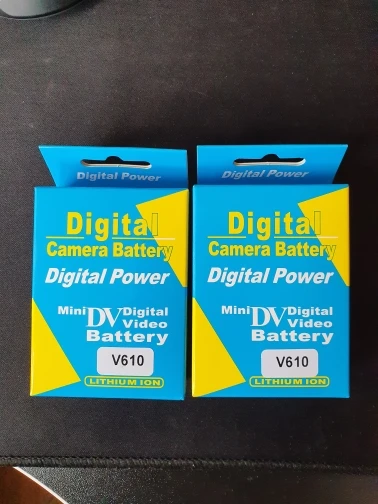 Digital Power
Digital
Camera Battery
Digital Power
Mini DV Digital
Video
Battery
V610
LITHIUM ION
Digital Power
Digital
Camera Battery
Digital Power
Mini DV Digital
Video
Battery
V610
LITHIUM ION